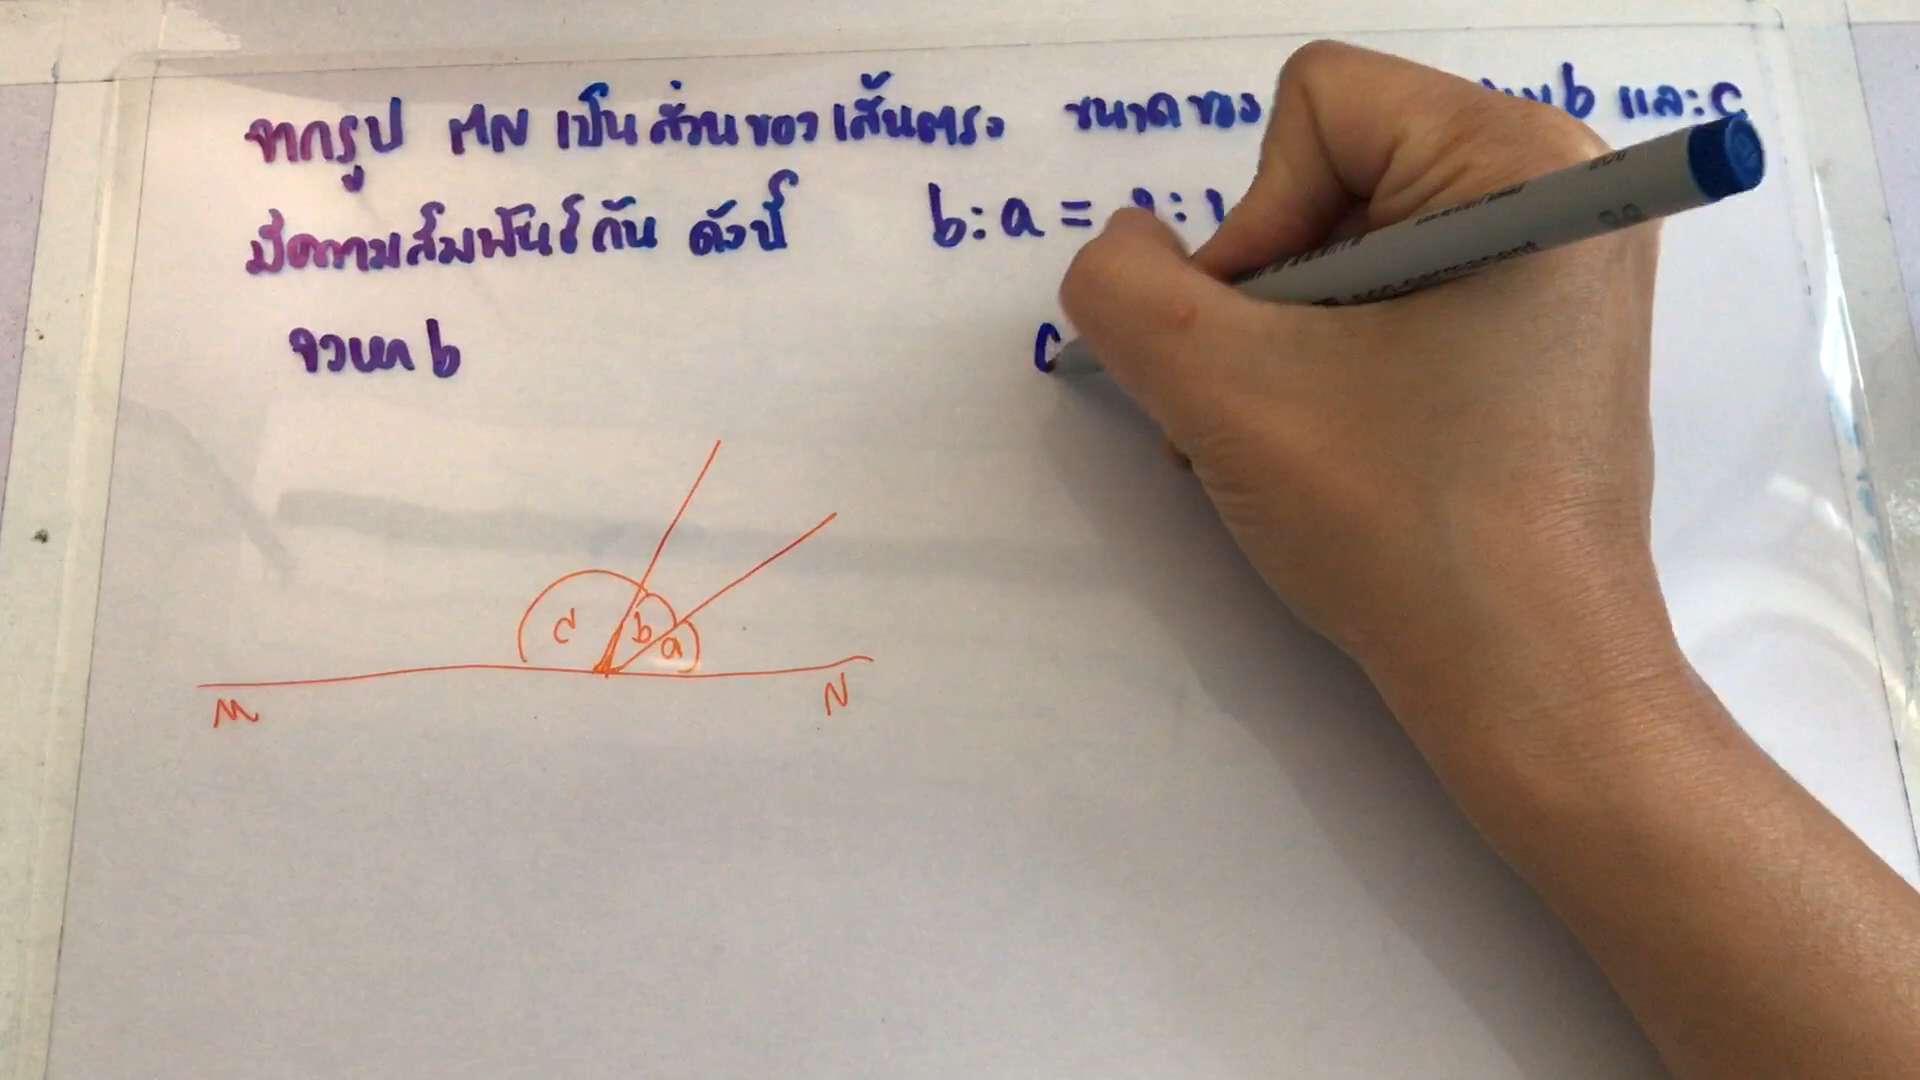 จากรูป MN เป็นส่วนของเส้นตรง ขนาดของ b และ c
มีความสัมพันธ์กัน ดังนี้ b : a =
จงหา b c
c b a
M N